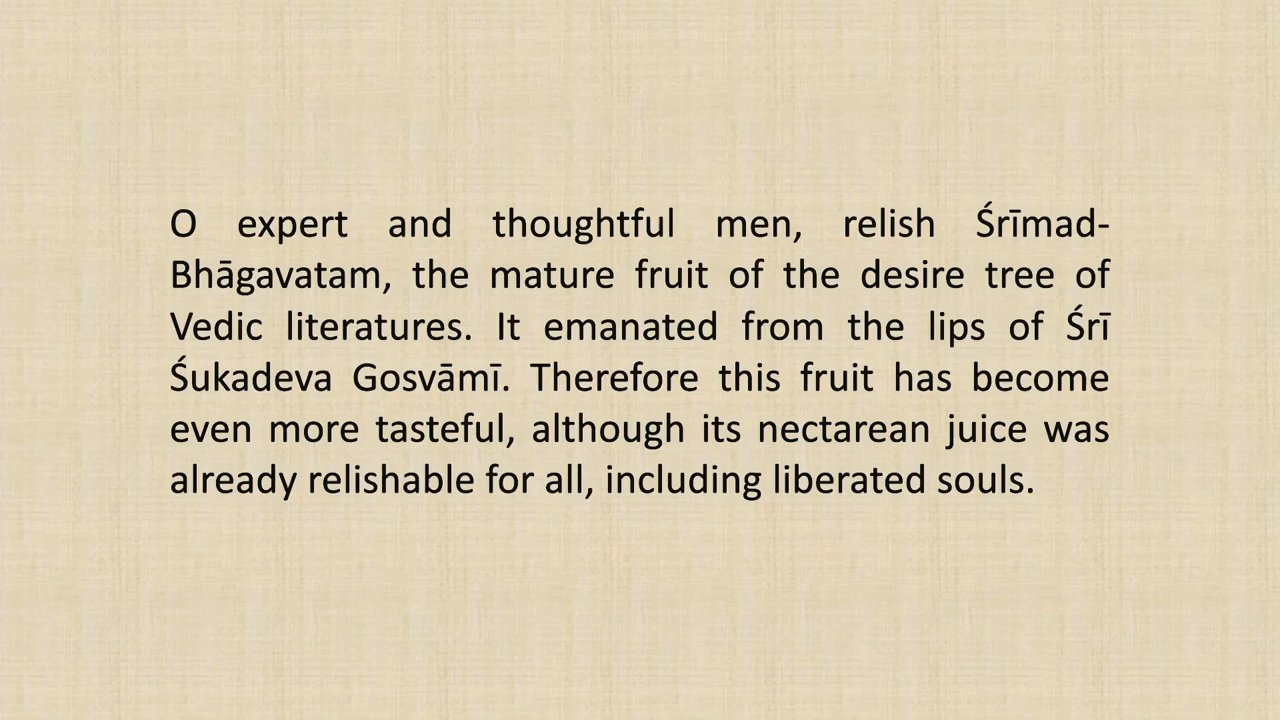 O expert and thoughtful men, relish Śrīmad-
Bhāgavatam, the mature fruit of the desire tree of
Vedic literatures. It emanated from the lips of Śrī
Śukadeva Gosvāmī. Therefore this fruit has become
even more tasteful, although its nectarean juice was
already relishable for all, including liberated souls.